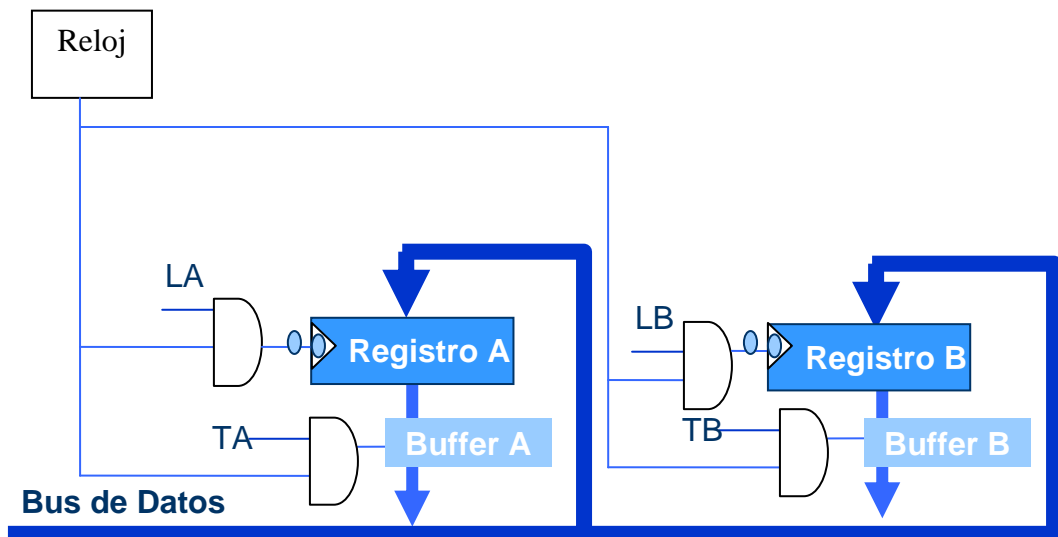 Reloj
LA
LB
Registro A
Registro B
TA
TB
Buffer A
Buffer B
Bus de Datos